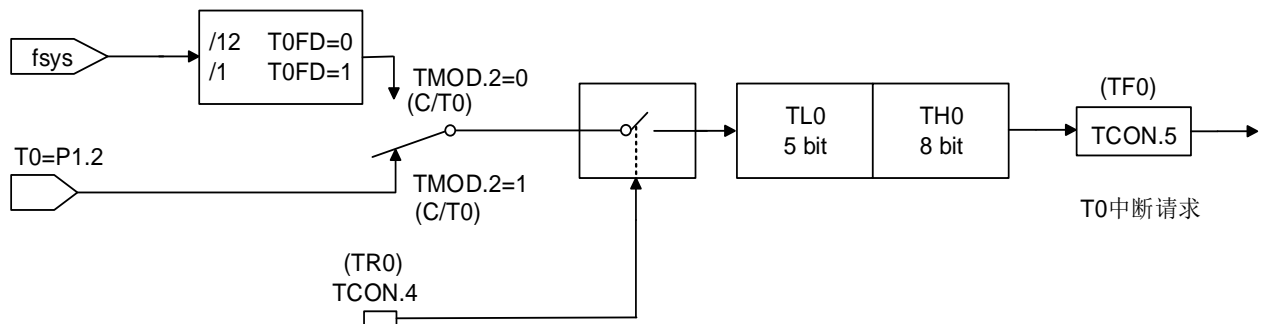 fsys
/12 T0FD=0
/1 T0FD=1
TMOD.2=0
(C/T0)
T0=P1.2
TMOD.2=1
(C/T0)
(TR0)
TCON.4
TL0
5 bit
TH0
8 bit
(TF0)
TCON.5
T0中断请求